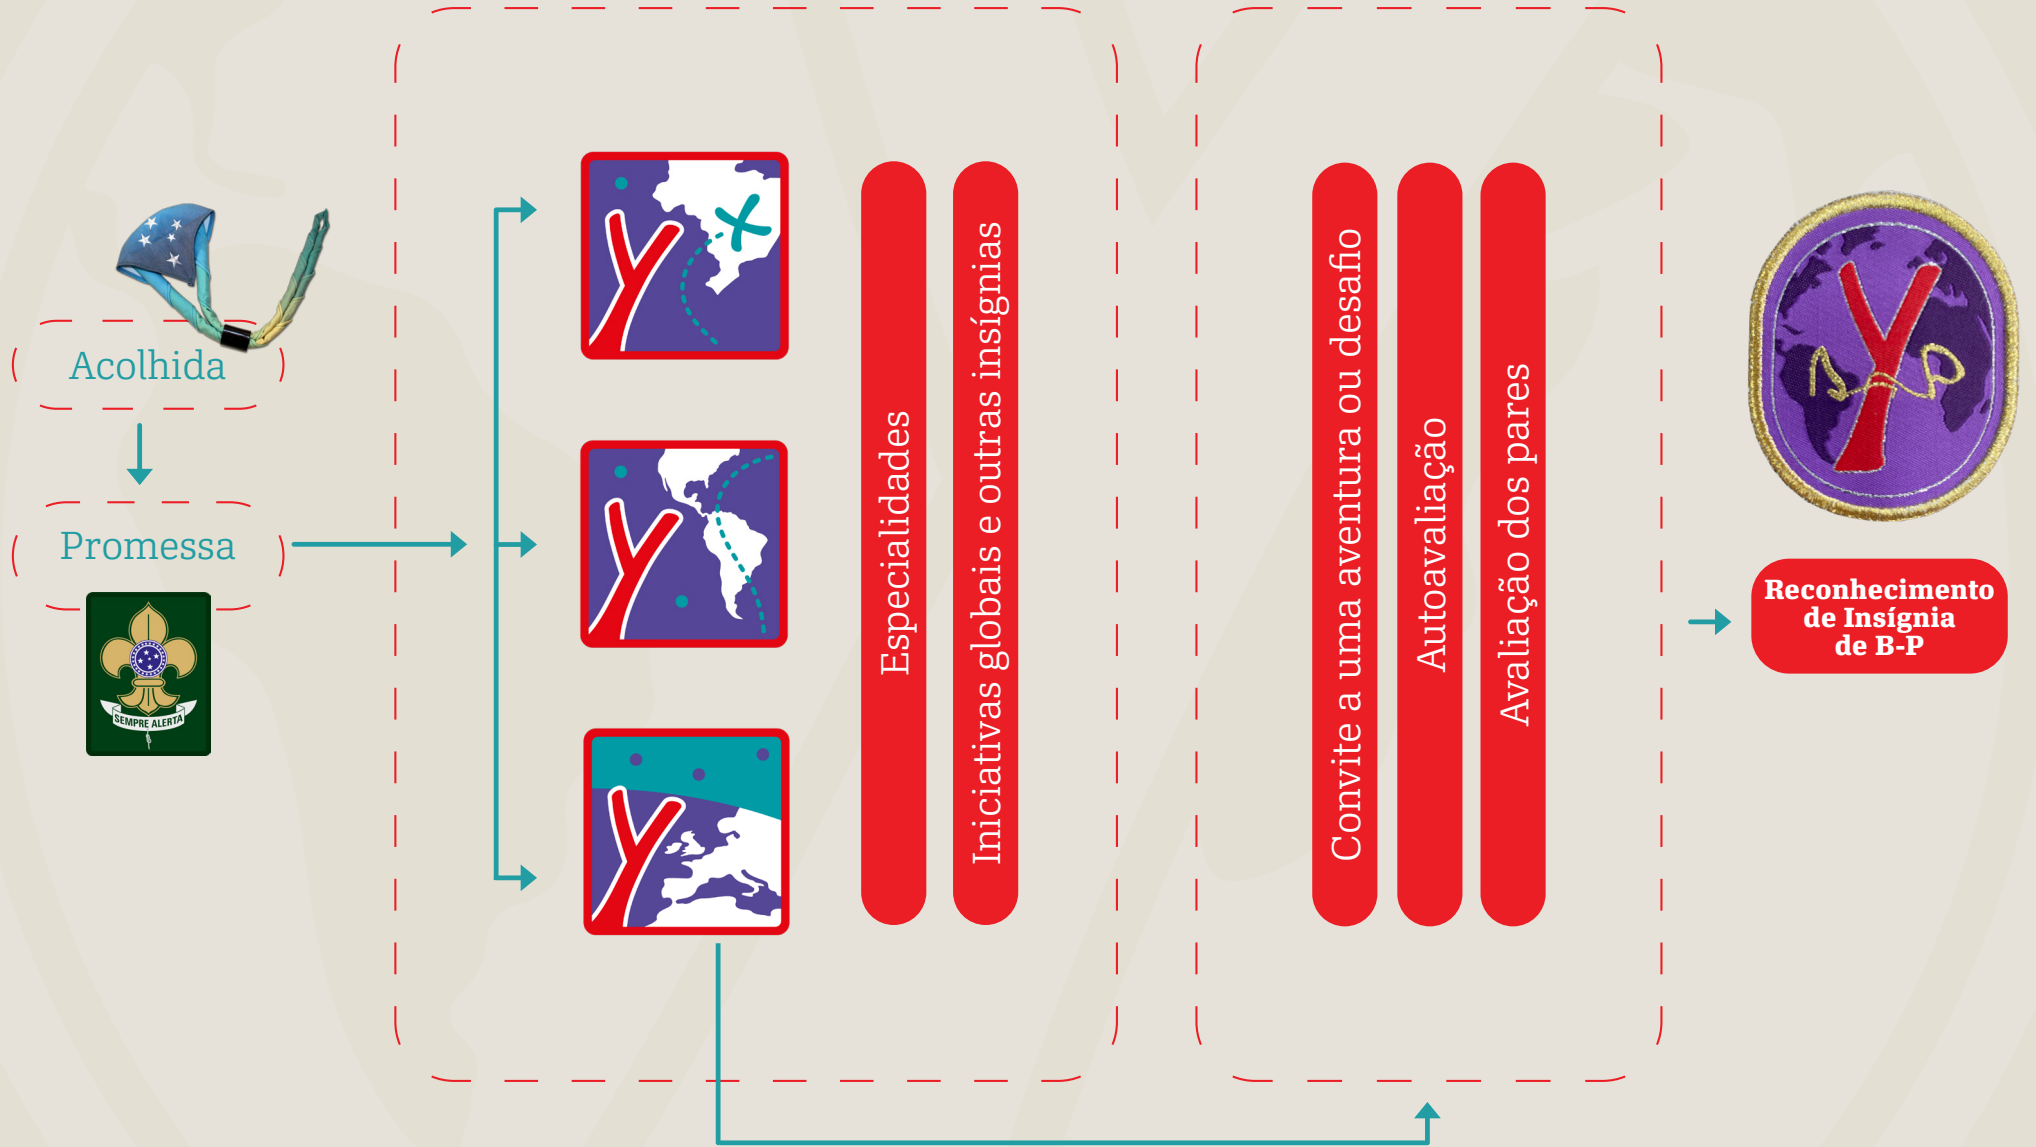 Acolhida
Promessa
SEMPRE ALERTA
Especialidades
Iniciativas globais e outras insígnias
Convite a uma aventura ou desafio
Autoavaliação
Avaliação dos pares
Reconhecimento
de Insígnia
de B-P